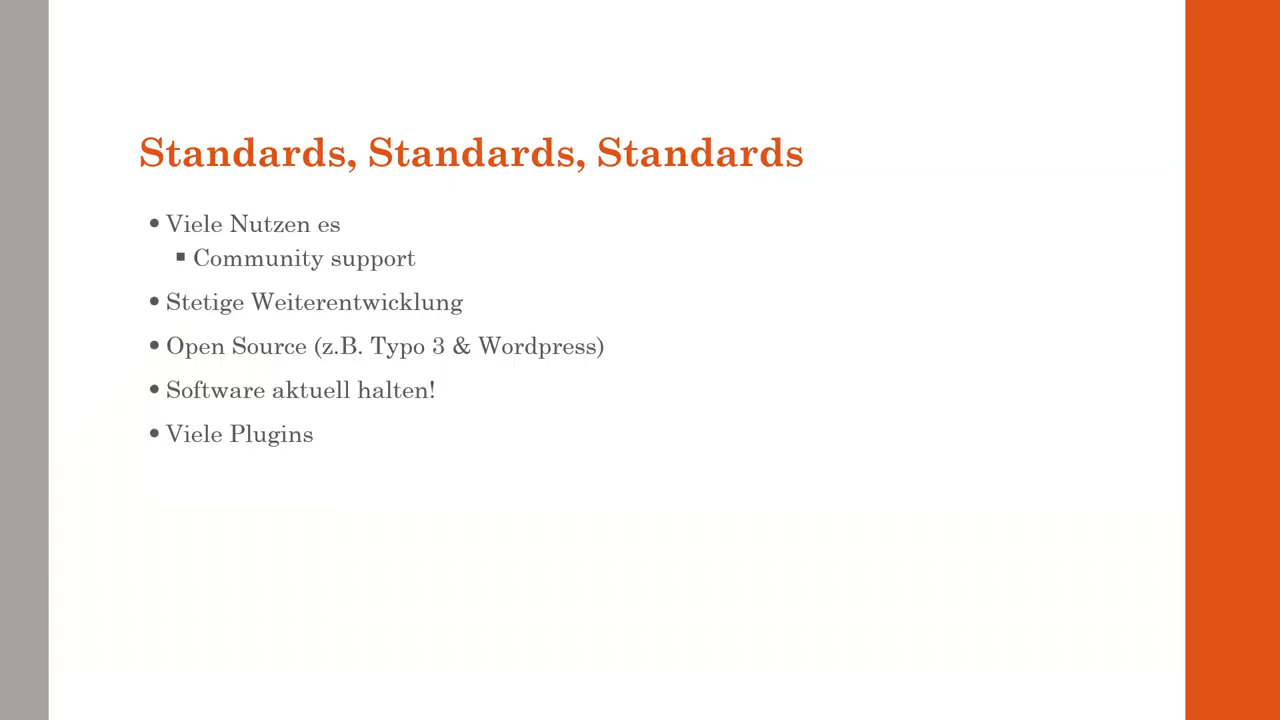 Standards, Standards, Standards
• Viele Nutzen es
▪ Community support
• Stetige Weiterentwicklung
• Open Source (z.B. Typo 3 & Wordpress)
• Software aktuell halten!
• Viele Plugins